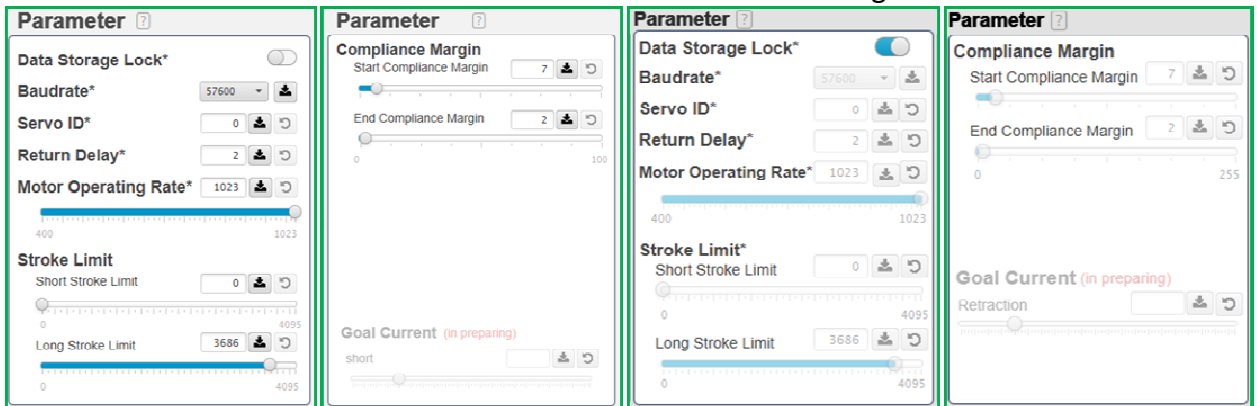 Parameter ?
Data Storage Lock*
Baudrate* 57600
Servo ID* 0
Return Delay* 2
Motor Operating Rate* 1023
400 1023
Stroke Limit
Short Stroke Limit 0
0 4095
Long Stroke Limit 3686
0 4095
Parameter ?
Compliance Margin
Start Compliance Margin 7
End Compliance Margin 2
0 100
Goal Current (in preparing)
short
Parameter ?
Data Storage Lock*
Baudrate* 57600
Servo ID* 0
Return Delay* 2
Motor Operating Rate* 1023
400 1023
Stroke Limit*
Short Stroke Limit 0
0 4095
Long Stroke Limit 3686
0 4095
Parameter ?
Compliance Margin
Start Compliance Margin 7
End Compliance Margin 2
0 255
Goal Current (in preparing)
Retraction